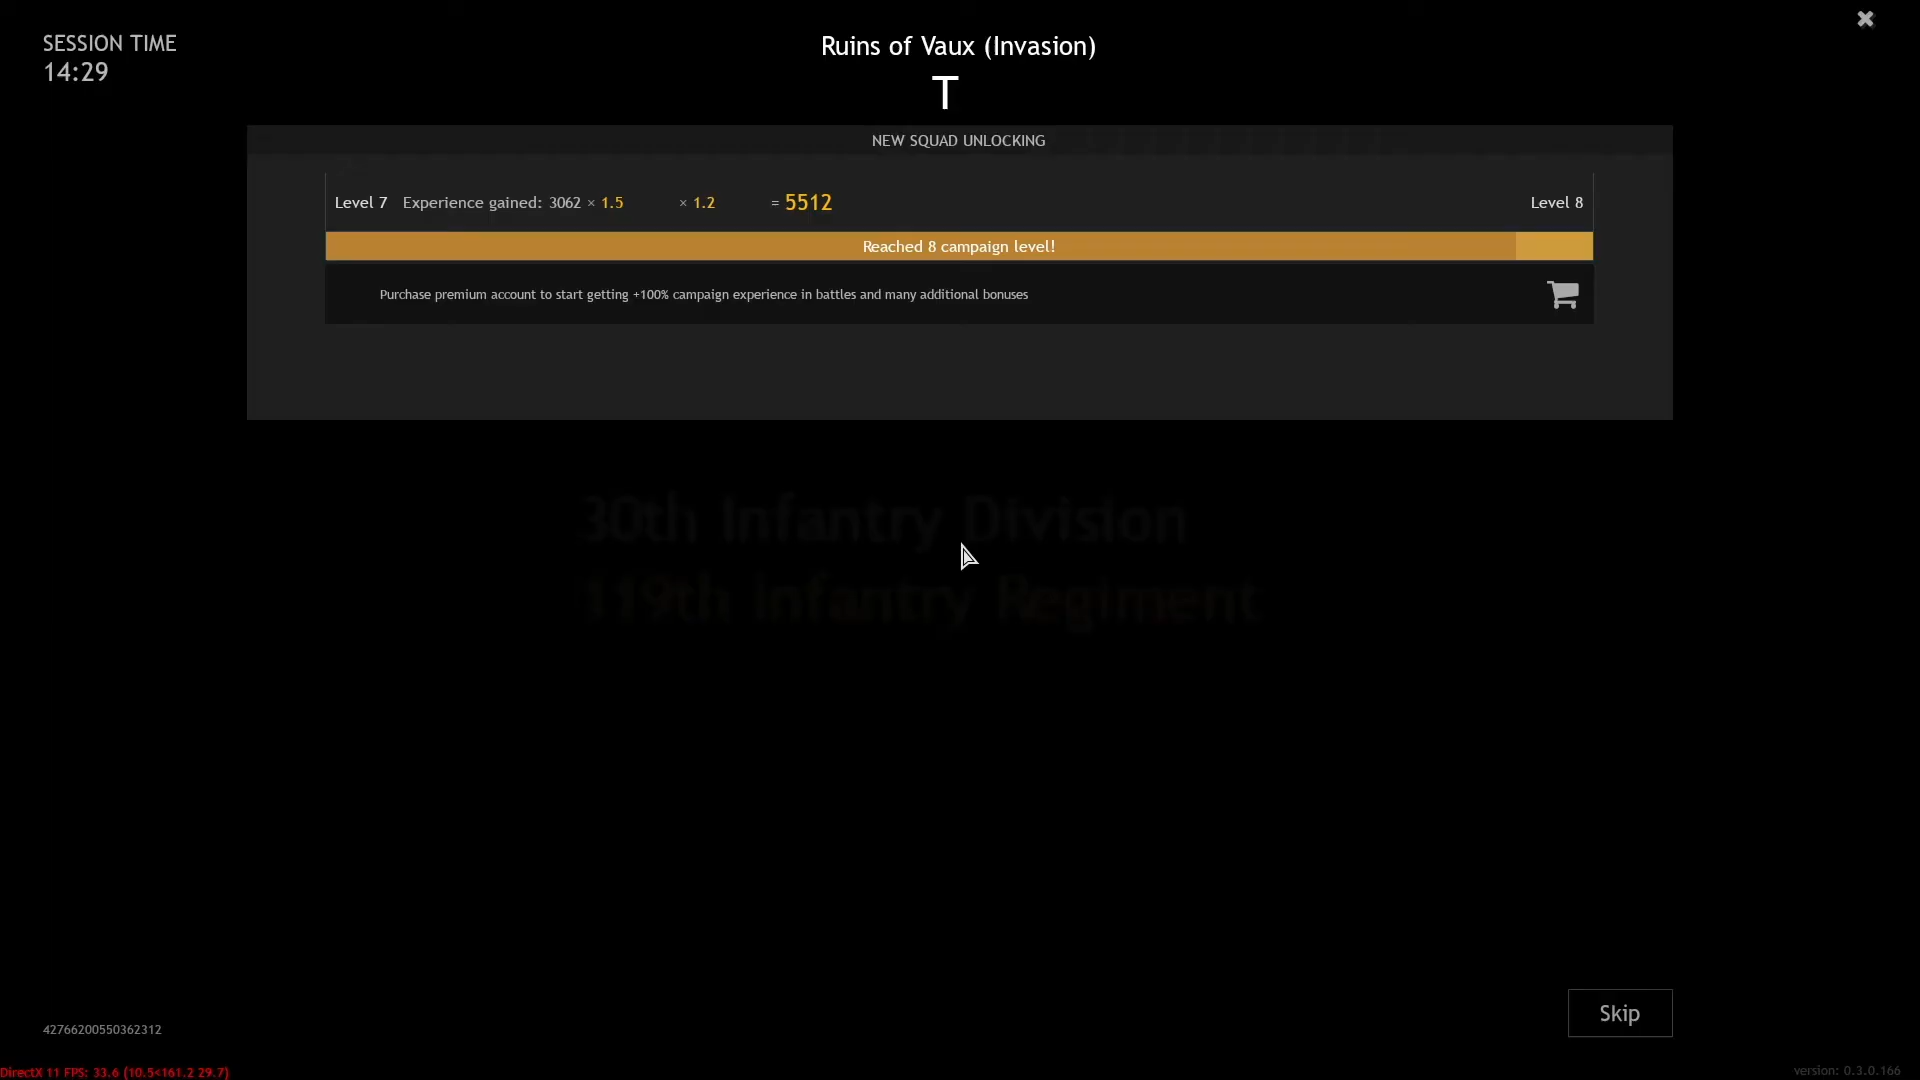 SESSION TIME
14:29
Ruins of Vaux (Invasion)
T
NEW SQUAD UNLOCKING
Level 7 Experience gained: 3062 × 1.5 × 1.2 = 5512 Level 8
Reached 8 campaign level!
Purchase premium account to start getting +100% campaign experience in battles and many additional bonuses
30th Infantry Division
119th Infantry Regiment
Skip
42766200550362312
DirectX 11 FPS: 33.6 (10.5<161.2 29.7)
version: 0.3.0.166